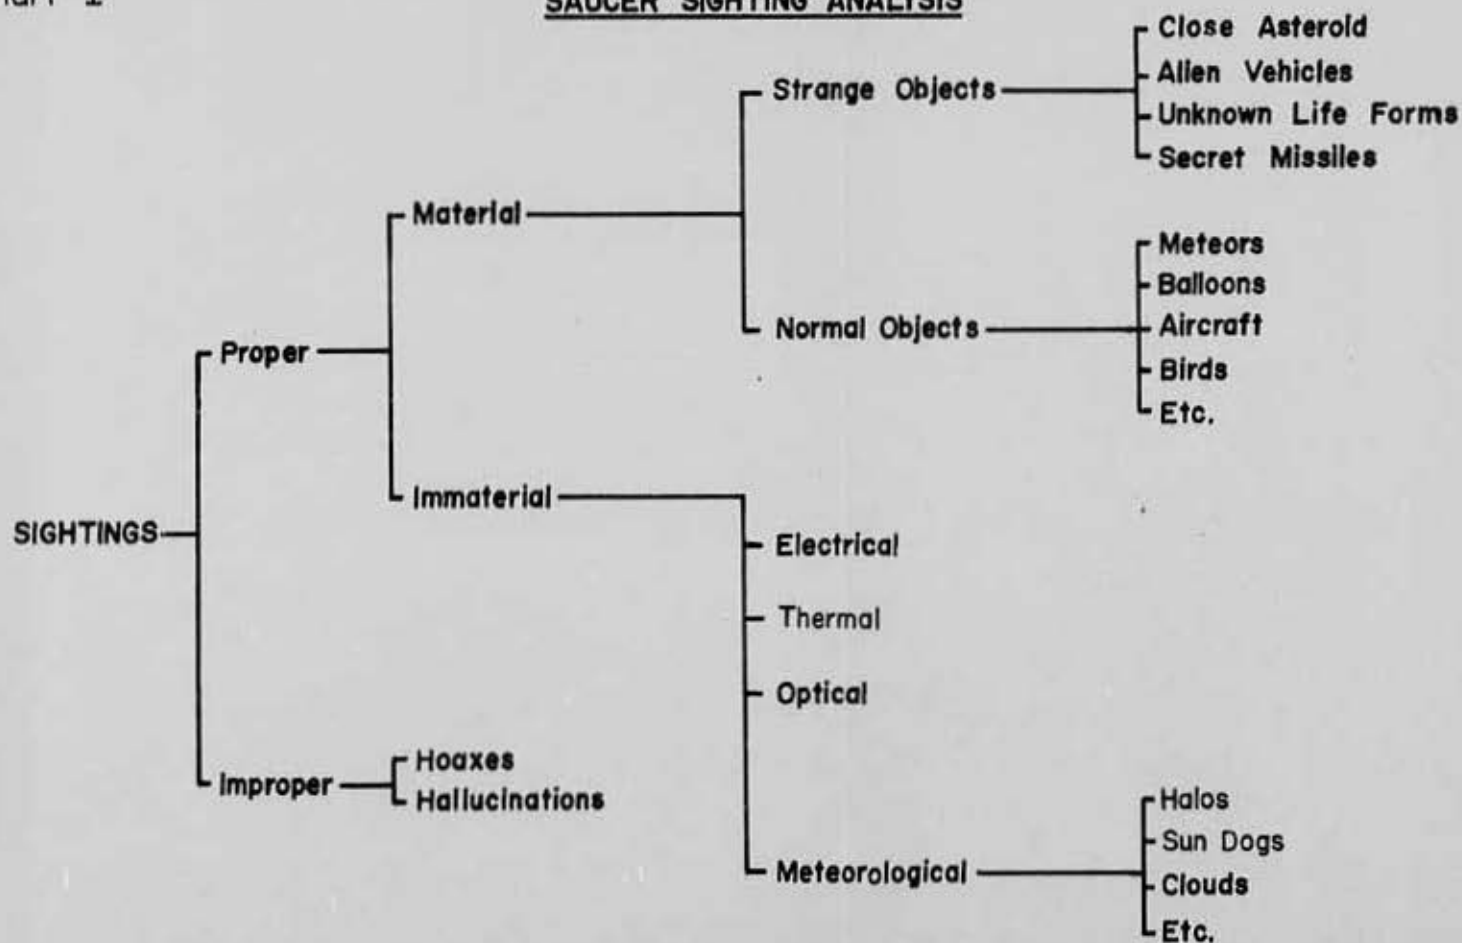 SAUCER SIGHTING ANALYSIS
Close Asteroid
Alien Vehicles
Strange Objects
Unknown Life Forms
Secret Missiles
Material
Meteors
Balloons
Normal Objects
Aircraft
Birds
Etc.
Proper
Immaterial
SIGHTINGS
Electrical
Thermal
Optical
Improper
Hoaxes
Hallucinations
Meteorological
Halos
Sun Dogs
Clouds
Etc.